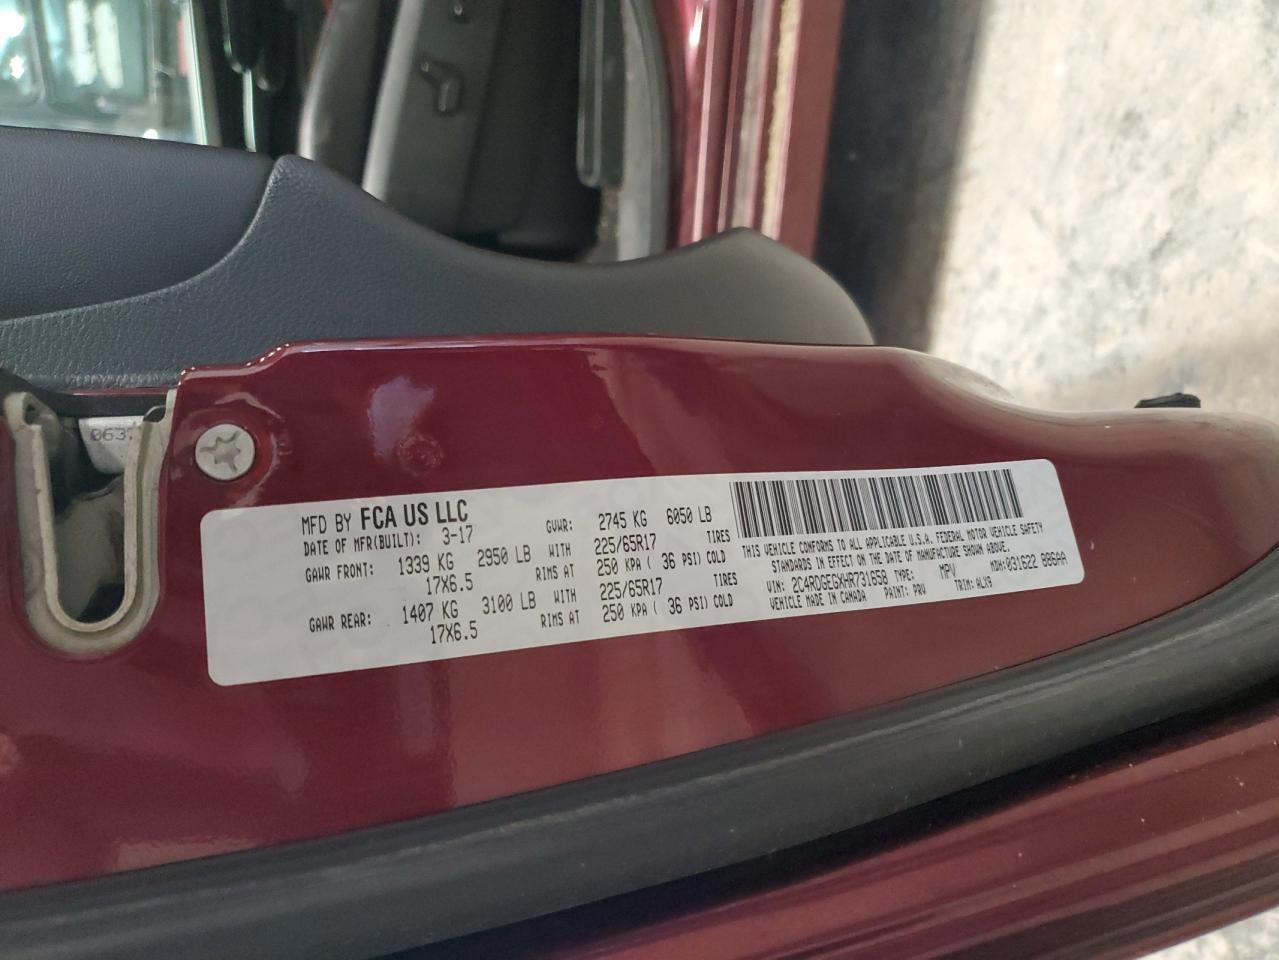 0637
MFD BY FCA US LLC
DATE OF MFR(BUILT): 3-17 GVWR: 2745 KG 6050 LB
GAWR FRONT: 1339 KG 2950 LB WITH 225/65R17 TIRES
17X6.5 RIMS AT 250 KPA ( 36 PSI) COLD
GAWR REAR: 1407 KG 3100 LB WITH 225/65R17 TIRES
17X6.5 RIMS AT 250 KPA ( 36 PSI) COLD
THIS VEHICLE CONFORMS TO ALL APPLICABLE U.S.A. FEDERAL MOTOR VEHICLE SAFETY
STANDARDS IN EFFECT ON THE DATE OF MANUFACTURE SHOWN ABOVE.
VIN: 2C4RDGEGXHR731658 TYPE: MPV MDH:031622 886AA
VEHICLE MADE IN CANADA PAINT: PRV TRIM: ALX9